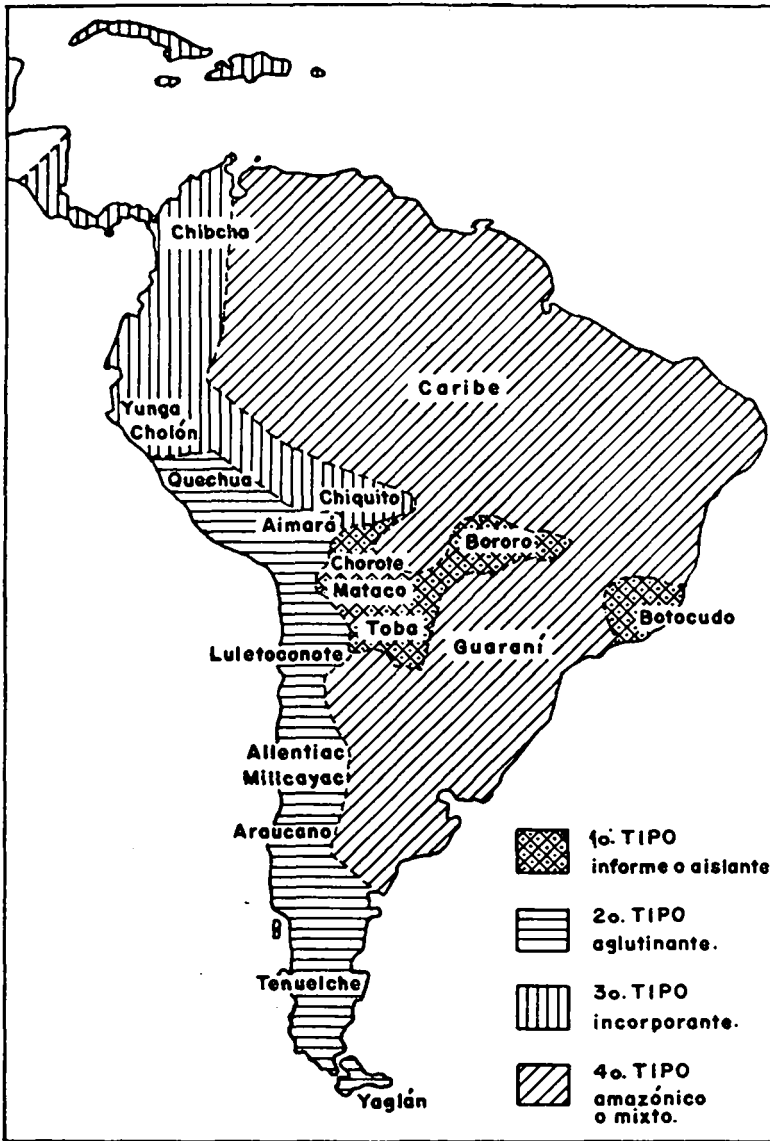 Chibcha
Caribe
Yunga
Cholón
Quechua
Chiquito
Aimará
Bororo
Chorote
Mataco
Botocudo
Toba
Guaraní
Luletoconote
Allentiac
Millcayac
Araucano
1o. TIPO
informe o aislante
2o. TIPO
aglutinante.
Tenuelche
3o. TIPO
incorporante.
4o. TIPO
amazónico
o mixto.
Yaglán